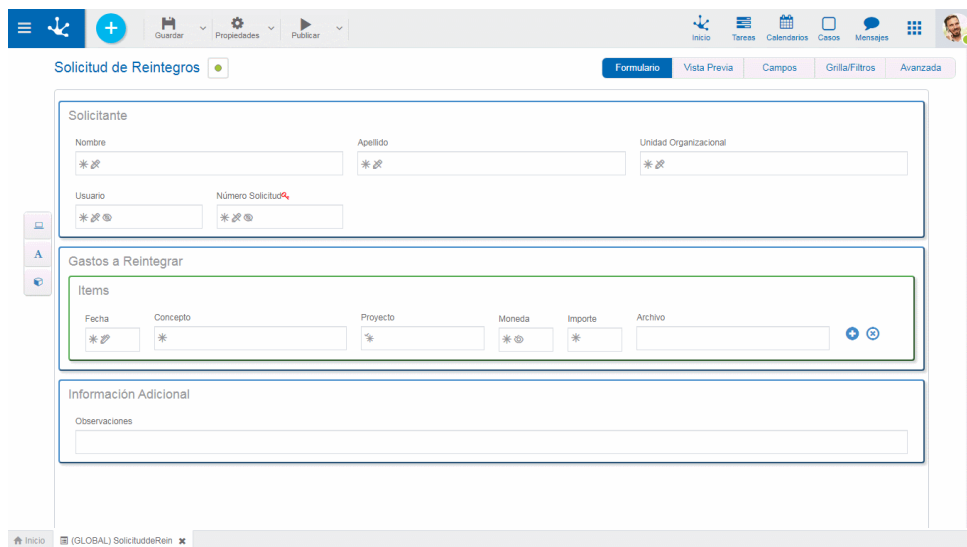 Guardar Propiedades Publicar Inicio Tareas Calendarios Casos Mensajes
Solicitud de Reintegros Formulario Vista Previa Campos Grilla/Filtros Avanzada
Solicitante
Nombre Apellido Unidad Organizacional
Usuario Número Solicitud
A
Gastos a Reintegrar
Items
Fecha Concepto Proyecto Moneda Importe Archivo
Información Adicional
Observaciones
Inicio (GLOBAL) SolicituddeRein